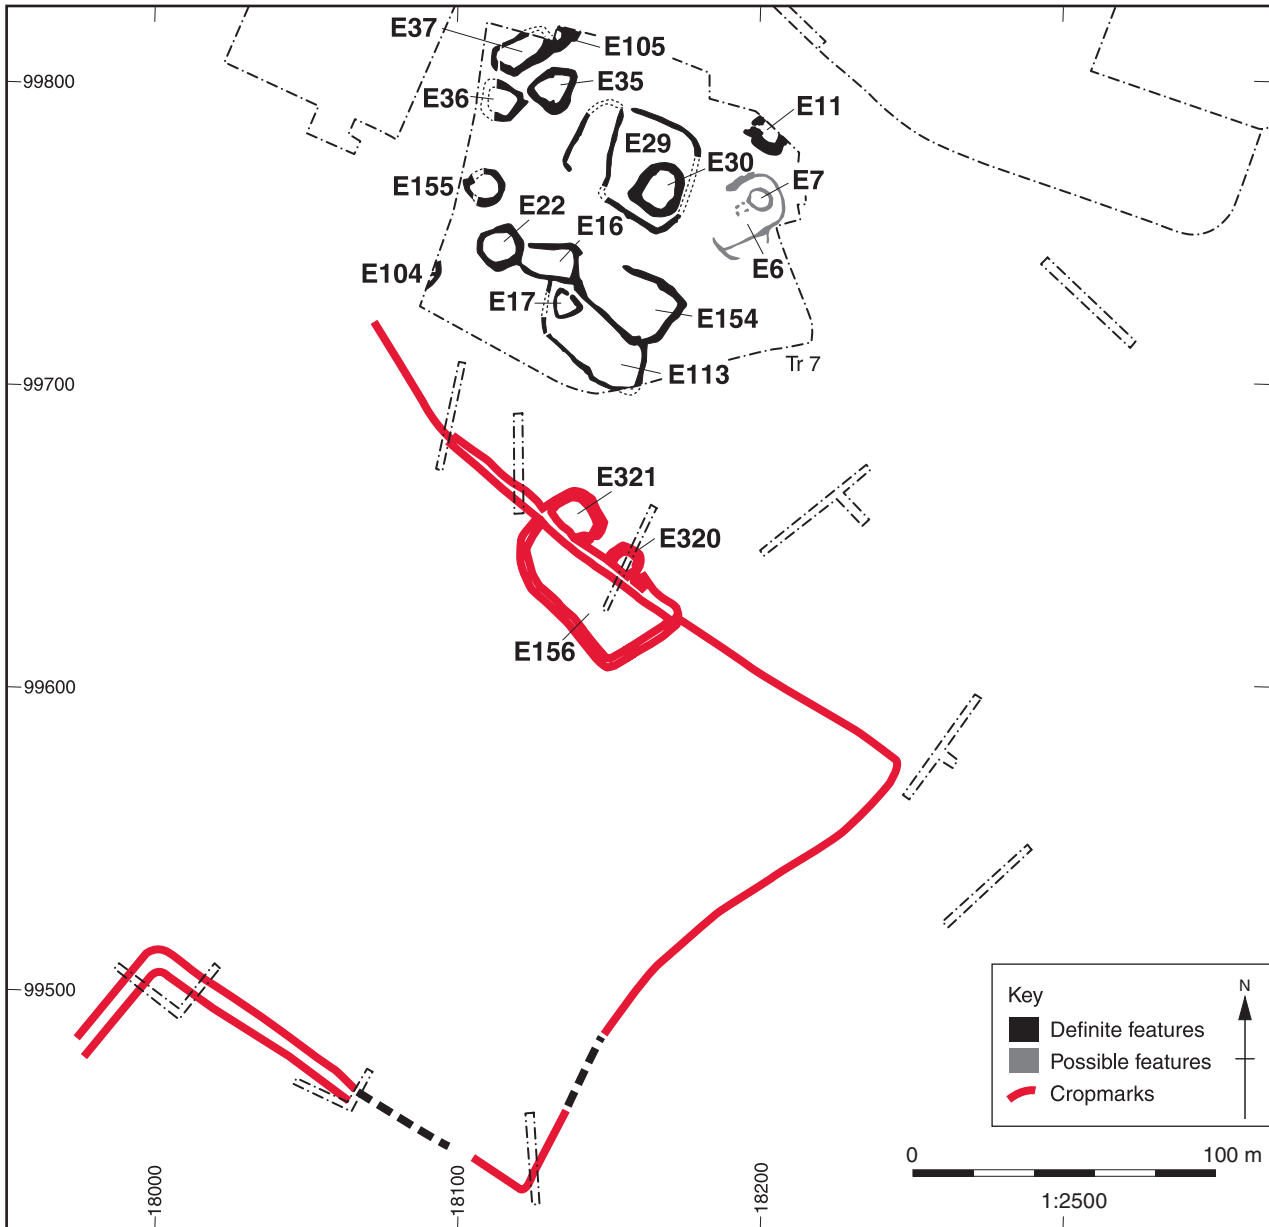 E37
E105
99800
E35
E36
E11
E29
E30
E7
E155
E22
E16
E104
E6
E17
E154
Tr 7
E113
99700
E321
E320
E156
99600
99500
Key
N
Definite features
Possible features
Cropmarks
0 100 m
1:2500
18000
18100
18200